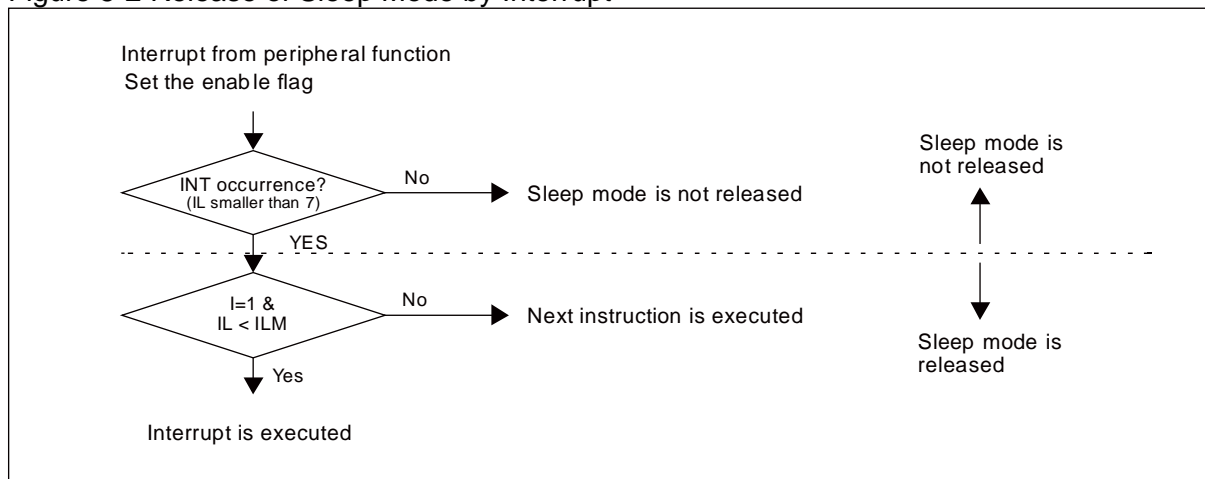 Interrupt from peripheral function
Set the enable flag
INT occurrence?
(IL smaller than 7)
No
Sleep mode is not released
YES
Sleep mode is
not released
I=1 &
IL < ILM
No
Next instruction is executed
Sleep mode is
released
Yes
Interrupt is executed